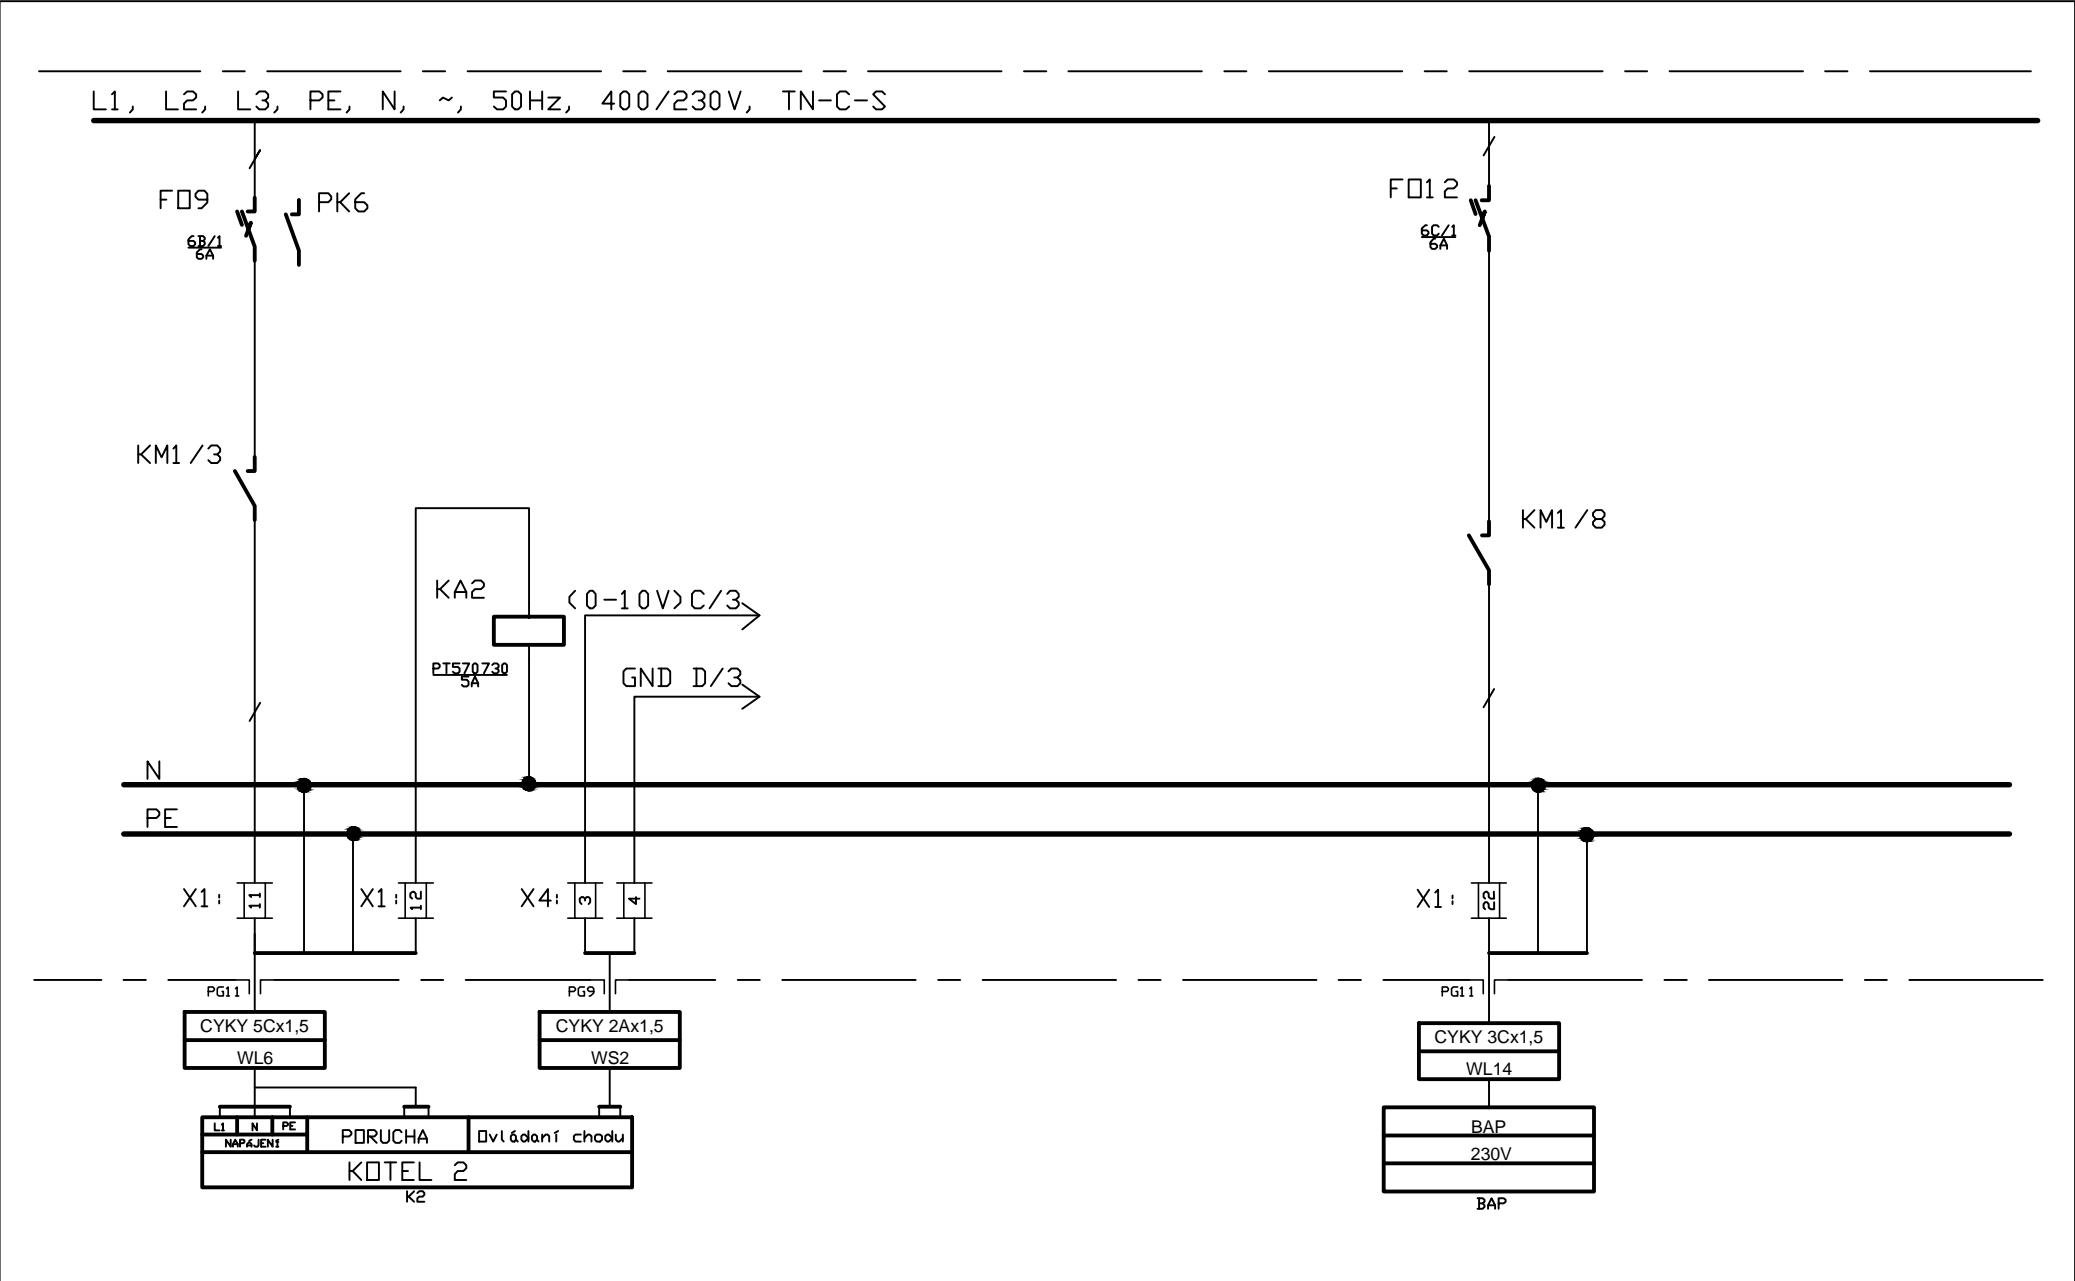 L1, L2, L3, PE, N, ~, 50Hz, 400/230V, TN-C-S
FO9
PK6
6B/1
6A
FO12
6C/1
6A
KM1/3
KM1/8
KA2
(0-10V)C/3
PT570730
5A
GND D/3
N
PE
X1:
11
X1:
12
X4:
3
4
X1:
22
PG11
PG9
PG11
CYKY 5Cx1,5
WL6
CYKY 2Ax1,5
WS2
CYKY 3Cx1,5
WL14
L1
N
PE
NAPÁJENÍ
PORUCHA
Ovládaní chodu
KOTEL 2
K2
BAP
230V
BAP